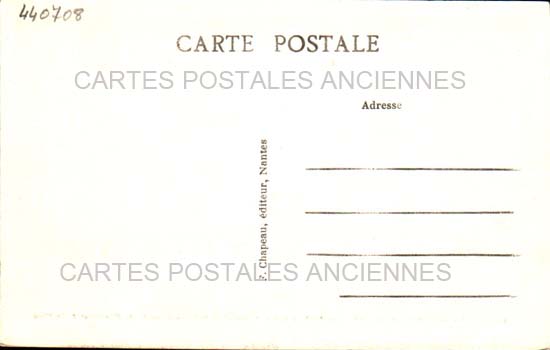 440708
CARTE POSTALE
CARTES POSTALES ANCIENNES
Adresse
F. Chapeau, éditeur, Nantes
CARTES POSTALES ANCIENNES